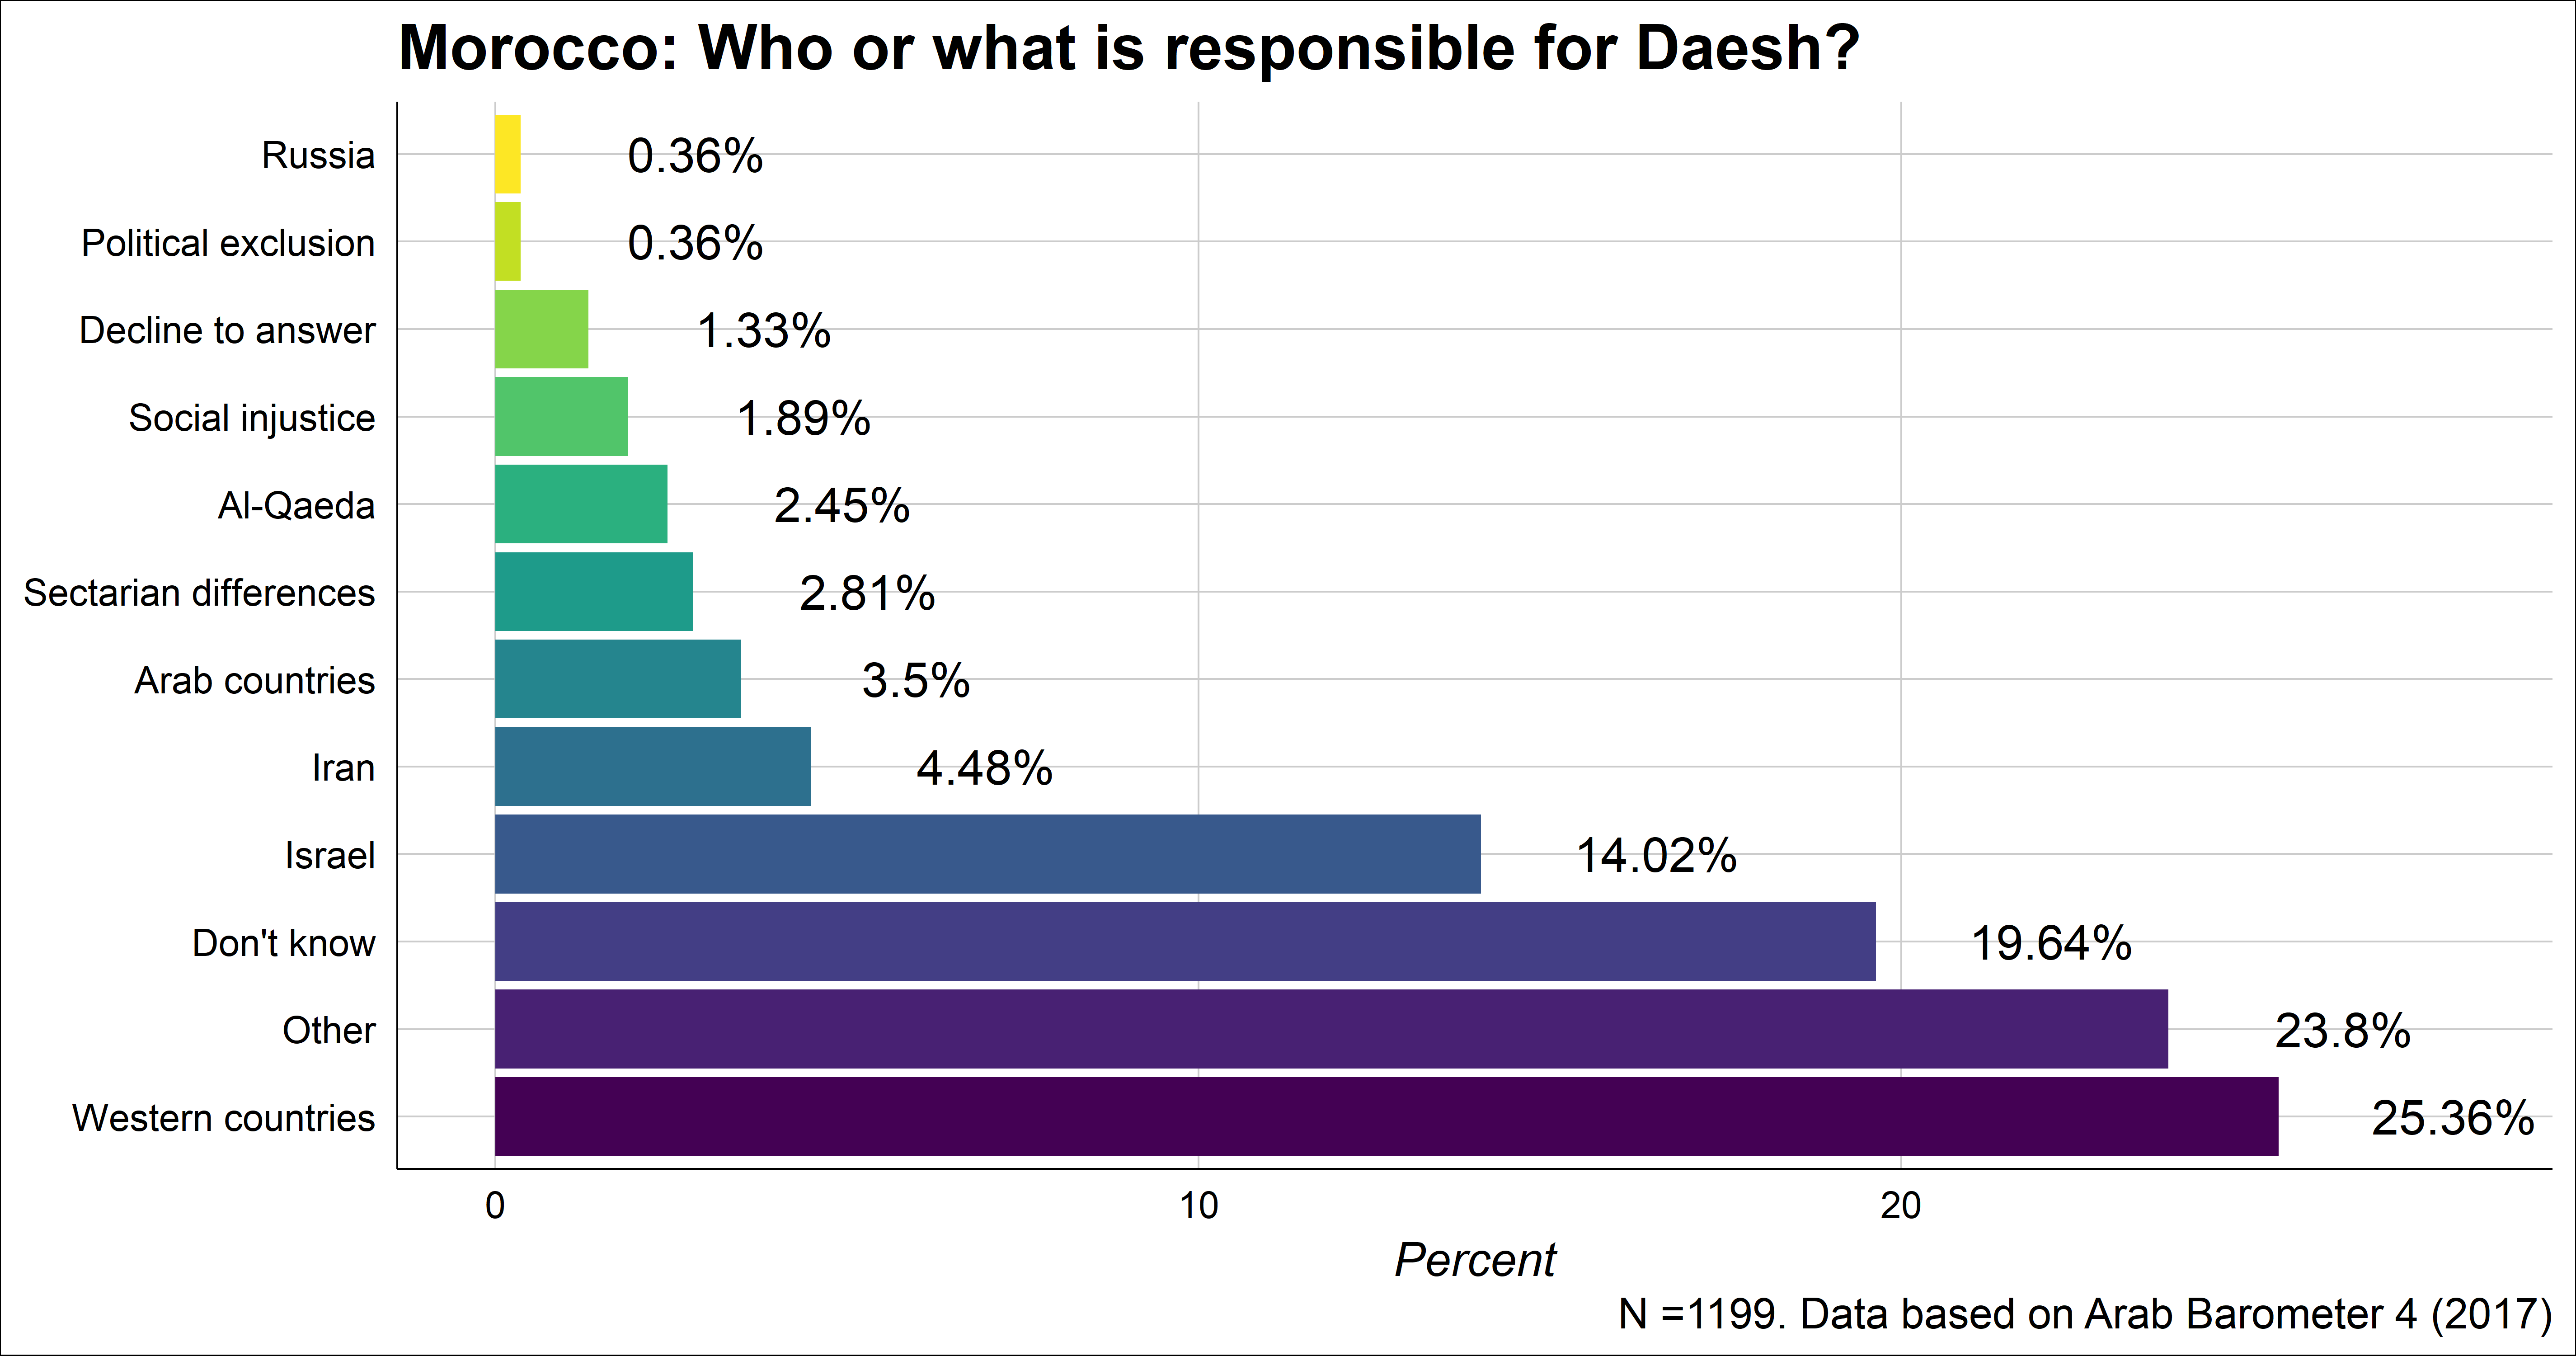 Morocco: Who or what is responsible for Daesh?
Russia 0.36%
Political exclusion 0.36%
Decline to answer 1.33%
Social injustice 1.89%
Al-Qaeda 2.45%
Sectarian differences 2.81%
Arab countries 3.5%
Iran 4.48%
Israel 14.02%
Don't know 19.64%
Other 23.8%
Western countries 25.36%
0 10 20
Percent
N =1199. Data based on Arab Barometer 4 (2017)